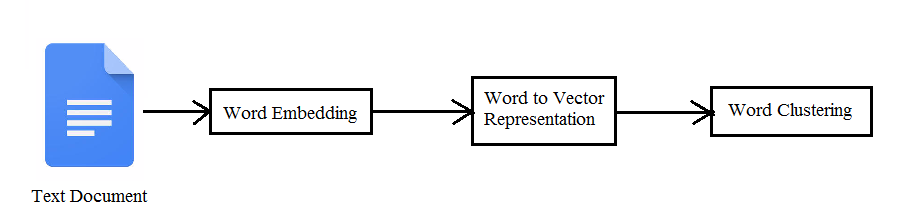 Word Embedding
Word to Vector
Representation
Word Clustering
Text Document